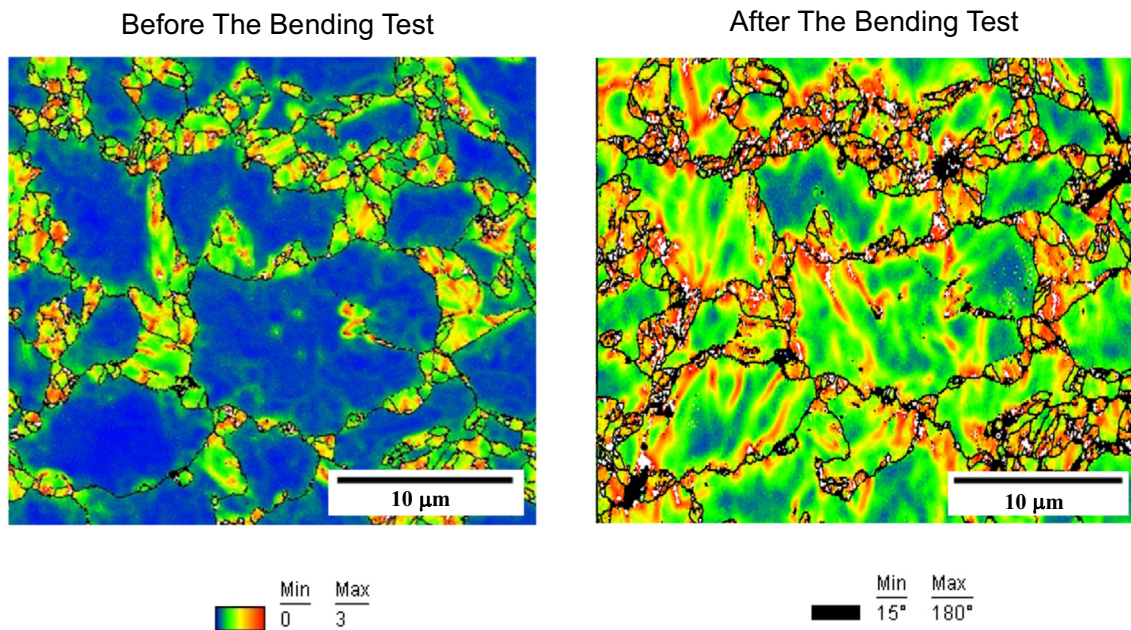 Before The Bending Test
After The Bending Test
10 μm
10 μm
Min Max
0 3
Min Max
15° 180°